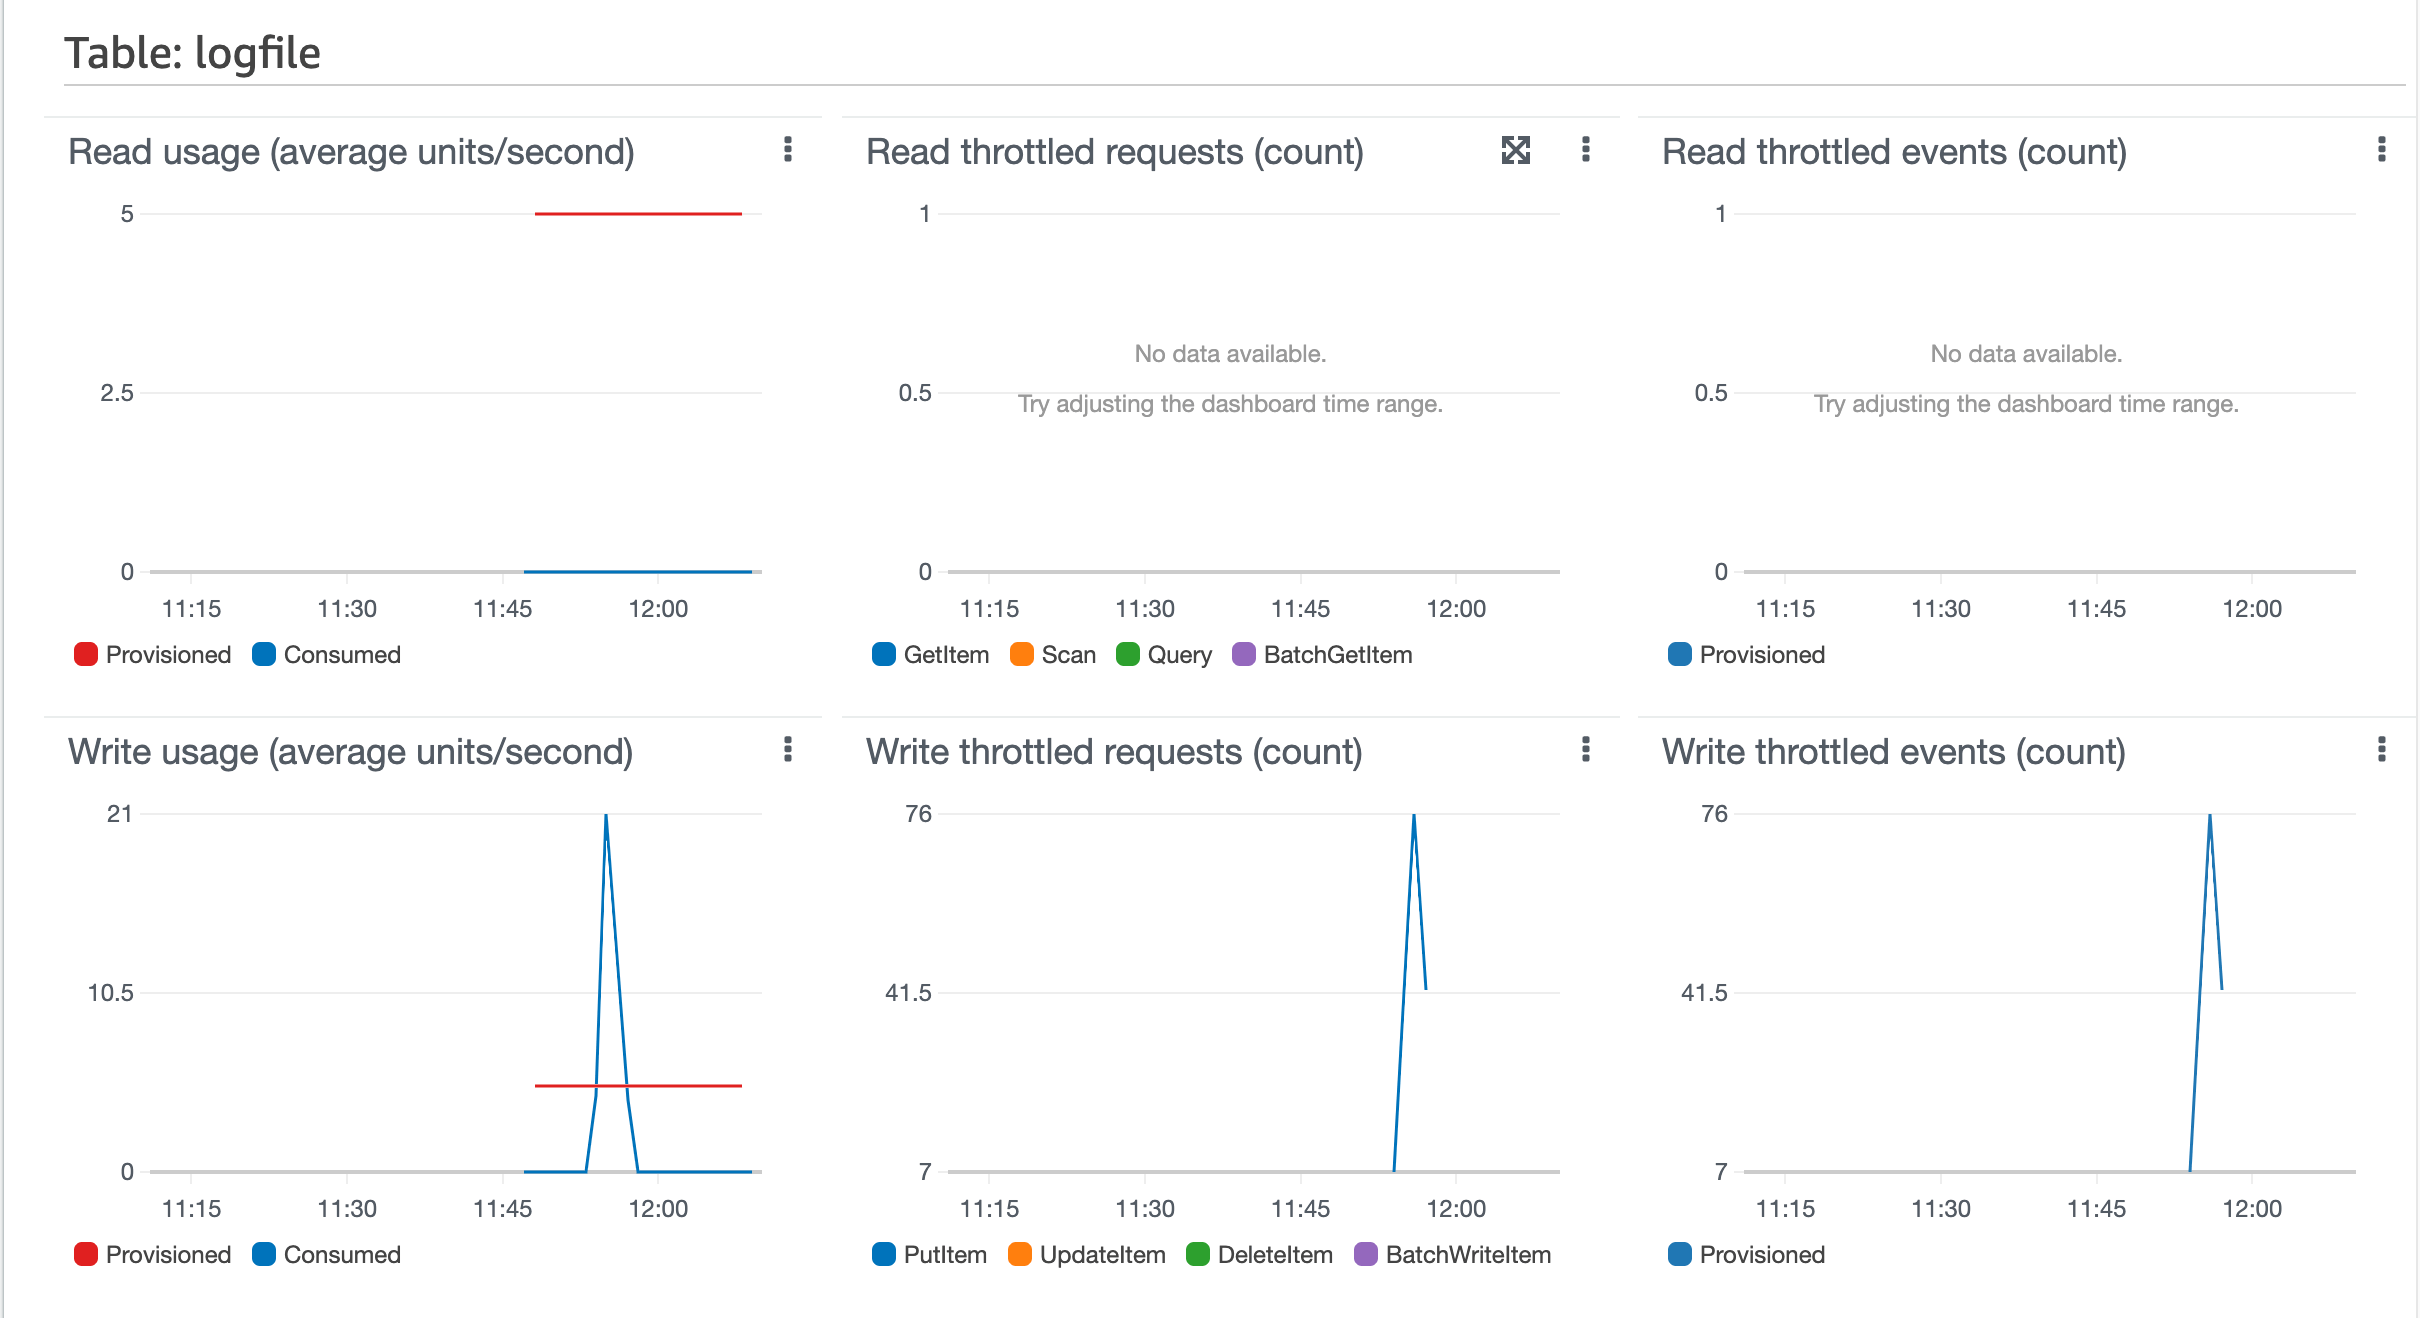 Table: logfile
Read usage (average units/second)
5
2.5
0
11:15 11:30 11:45 12:00
Provisioned Consumed
Read throttled requests (count)
1
No data available.
0.5
Try adjusting the dashboard time range.
0
11:15 11:30 11:45 12:00
GetItem Scan Query BatchGetItem
Read throttled events (count)
1
No data available.
0.5
Try adjusting the dashboard time range.
0
11:15 11:30 11:45 12:00
Provisioned
Write usage (average units/second)
21
10.5
0
11:15 11:30 11:45 12:00
Provisioned Consumed
Write throttled requests (count)
76
41.5
7
11:15 11:30 11:45 12:00
PutItem UpdateItem DeleteItem BatchWriteItem
Write throttled events (count)
76
41.5
7
11:15 11:30 11:45 12:00
Provisioned